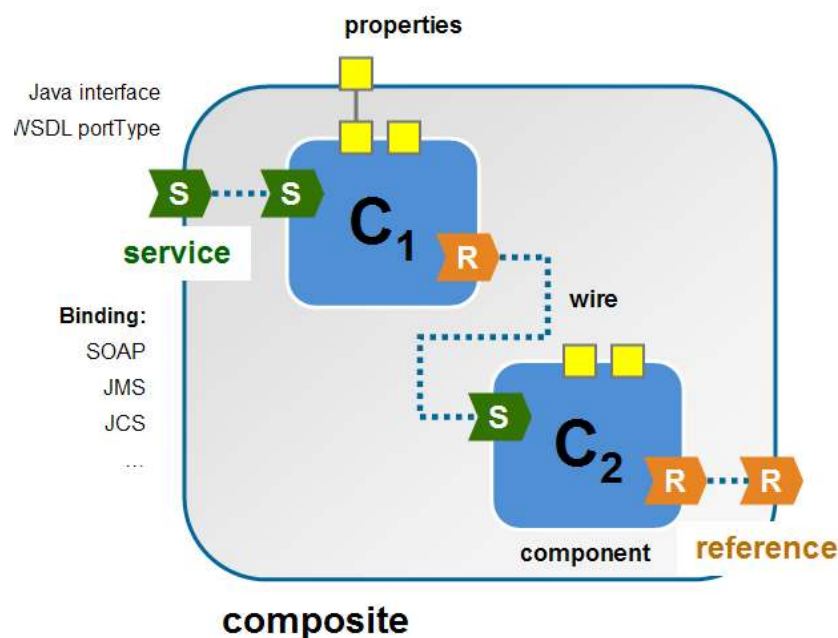 properties
Java interface
WSDL portType
S
S
C1
service
R
Binding:
wire
SOAP
JMS
JCS
...
S
C2
R
R
component
reference
composite